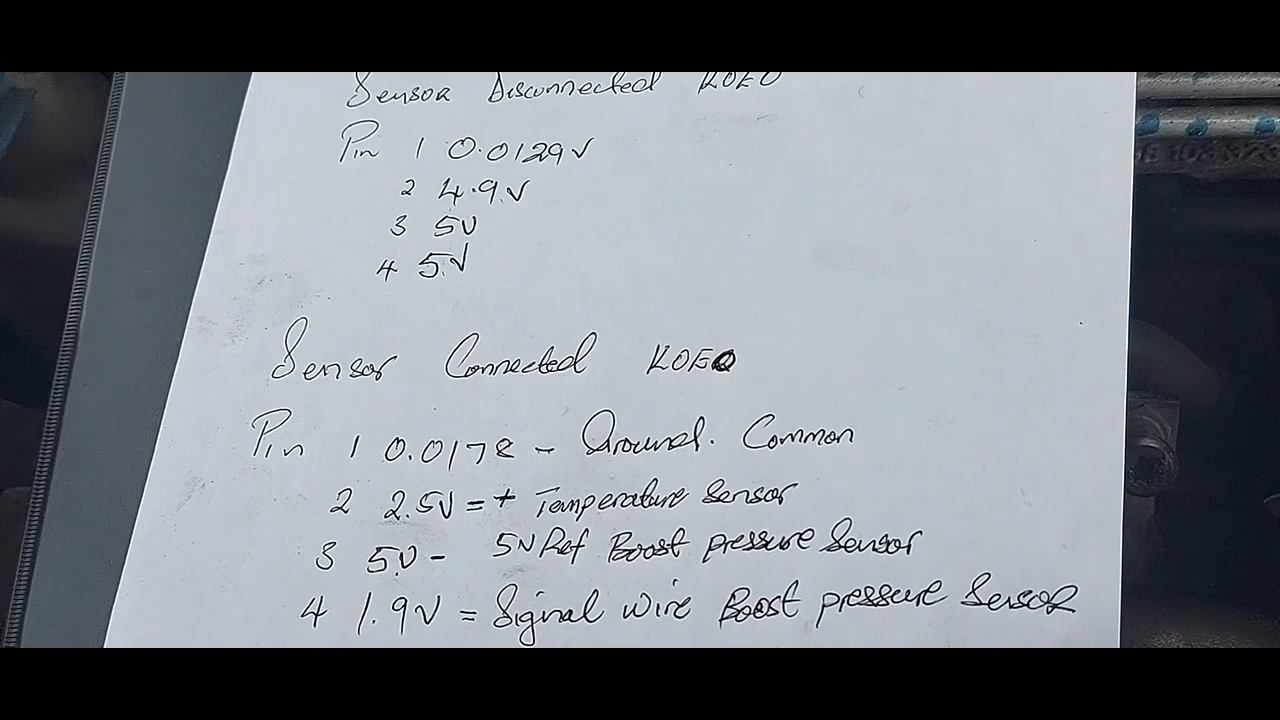 Sensor Disconnected KOEO
Pin 1 0.0129V
2 4.9V
3 5V
4 5V
Sensor Connected KOEO
Pin 1 0.0178 - Ground. Common
2 2.5V = + Temperature Sensor
3 5V - 5V Ref Boost pressure Sensor
4 1.9V = Signal wire Boost pressure Sensor